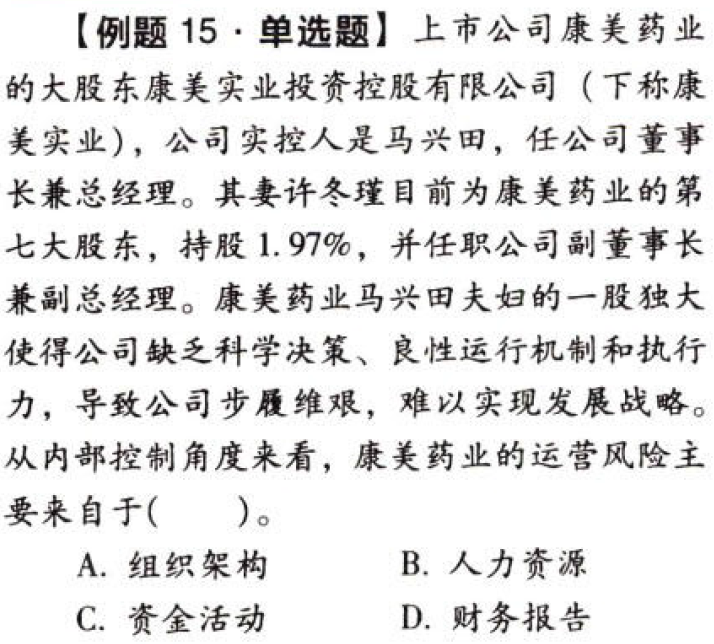 【例题 15·单选题】上市公司康美药业
的大股东康美实业投资控股有限公司（下称康
美实业），公司实控人是马兴田，任公司董事
长兼总经理。其妻许冬瑾目前为康美药业的第
七大股东，持股 1.97%，并任职公司副董事长
兼副总经理。康美药业马兴田夫妇的一股独大
使得公司缺乏科学决策、良性运行机制和执行
力，导致公司步履维艰，难以实现发展战略。
从内部控制角度来看，康美药业的运营风险主
要来自于(　　)。
A. 组织架构　　B. 人力资源
C. 资金活动　　D. 财务报告